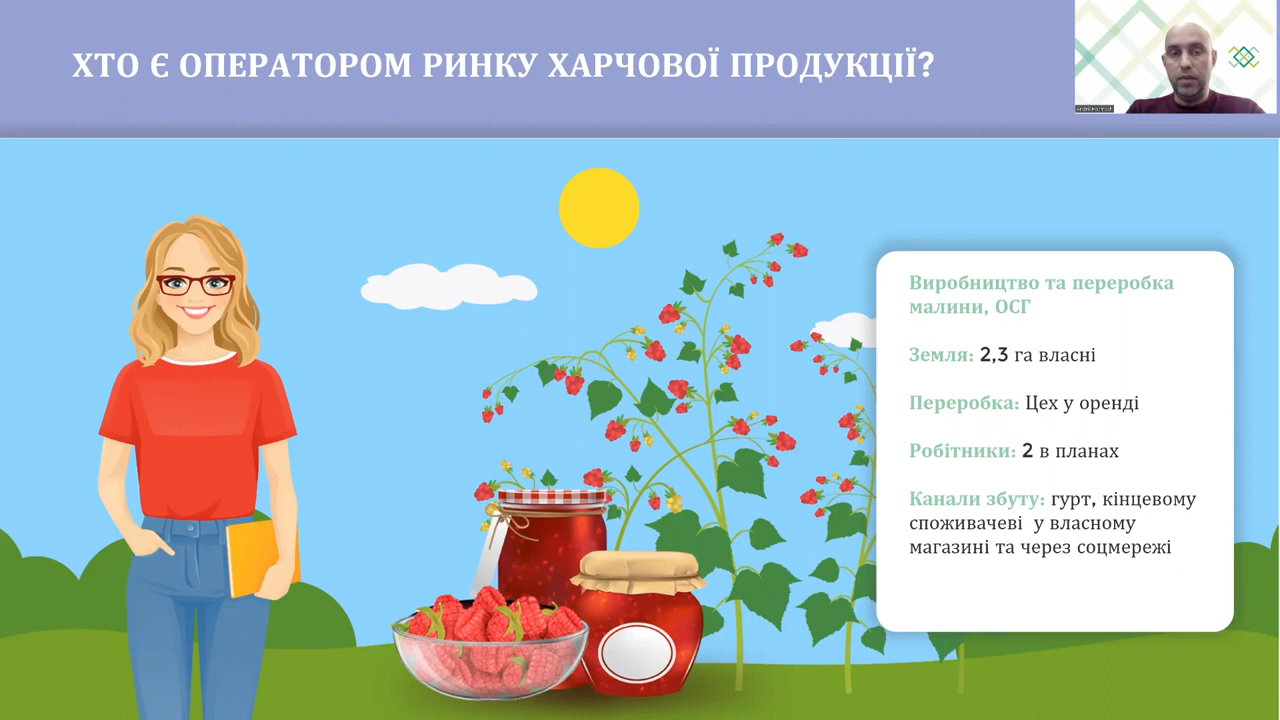 ХТО Є ОПЕРАТОРОМ РИНКУ ХАРЧОВОЇ ПРОДУКЦІЇ?
Виробництво та переробка
малини, ОСГ
Земля: 2,3 га власні
Переробка: Цех у оренді
Робітники: 2 в планах
Канали збуту: гурт, кінцевому
споживачеві у власному
магазині та через соцмережі